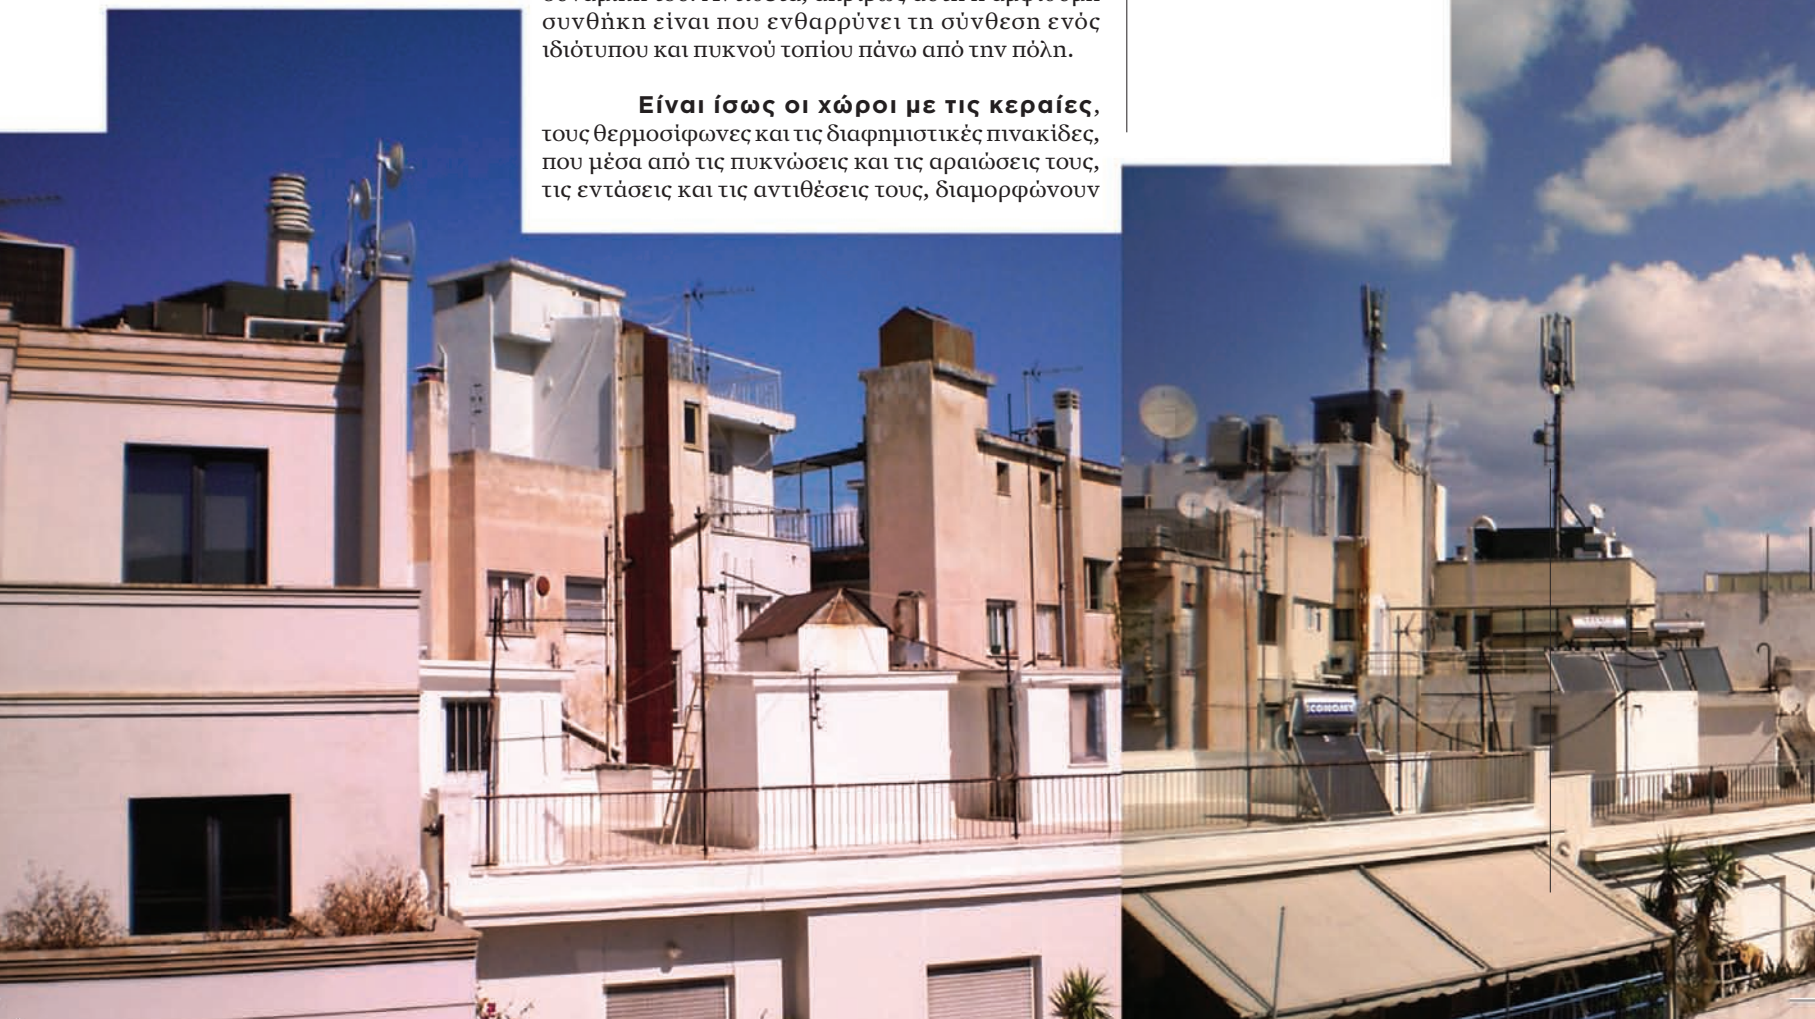 συνθήκη είναι που ενθαρρύνει τη σύνθεση ενός
ιδιότυπου και πυκνού τοπίου πάνω από την πόλη.
Είναι ίσως οι χώροι με τις κεραίες,
τους θερμοσίφωνες και τις διαφημιστικές πινακίδες,
που μέσα από τις πυκνώσεις και τις αραιώσεις τους,
τις εντάσεις και τις αντιθέσεις τους, διαμορφώνουν
ECONOMY